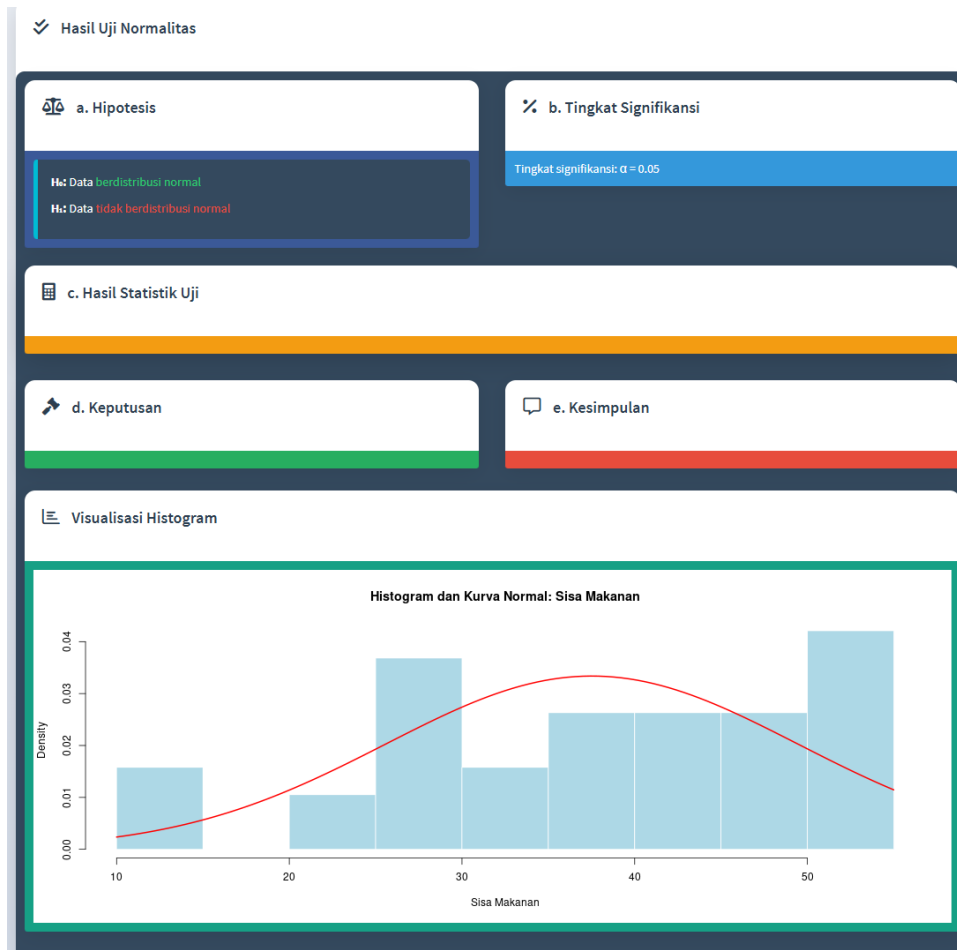 Hasil Uji Normalitas
a. Hipotesis
b. Tingkat Signifikansi
H₀: Data berdistribusi normal
H₁: Data tidak berdistribusi normal
Tingkat signifikansi: α = 0.05
c. Hasil Statistik Uji
d. Keputusan
e. Kesimpulan
Visualisasi Histogram
Histogram dan Kurva Normal: Sisa Makanan
Density
0.04
0.03
0.02
0.01
0.00
10 20 30 40 50
Sisa Makanan